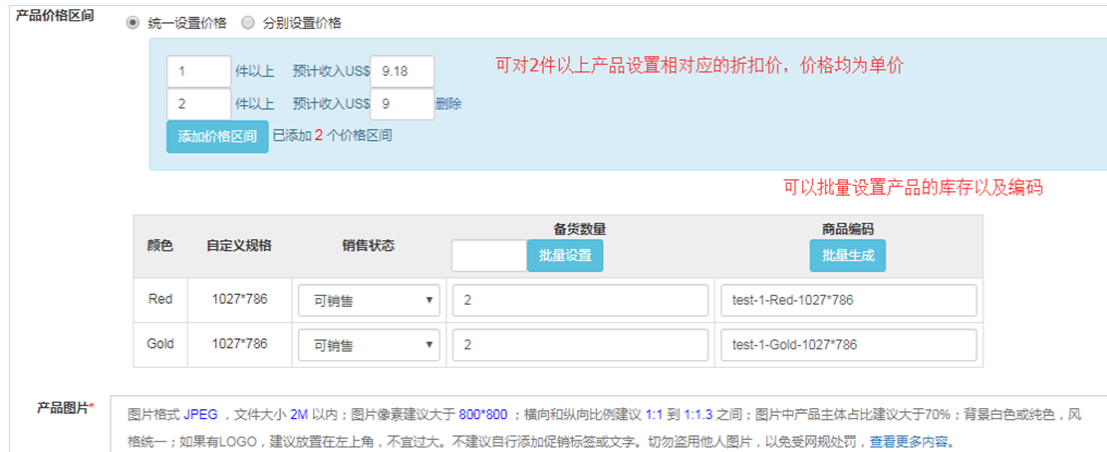 产品价格区间 统一设置价格 分别设置价格
1 件以上 预计收入US$ 9.18 可对2件以上产品设置相对应的折扣价，价格均为单价
2 件以上 预计收入US$ 9 删除
添加价格区间 已添加 2 个价格区间
可以批量设置产品的库存以及编码
颜色 自定义规格 销售状态 备货数量 商品编码
批量设置 批量生成
Red 1027*786 可销售 2 test-1-Red-1027*786
Gold 1027*786 可销售 2 test-1-Gold-1027*786
产品图片* 图片格式 JPEG ，文件大小 2M 以内；图片像素建议大于 800*800 ；横向和纵向比例建议 1:1 到 1:1.3 之间；图片中产品主体占比建议大于70%；背景白色或纯色，风
格统一；如果有LOGO，建议放置在左上角，不宜过大。不建议自行添加促销标签或文字。切勿盗用他人图片，以免受网规处罚，查看更多内容。